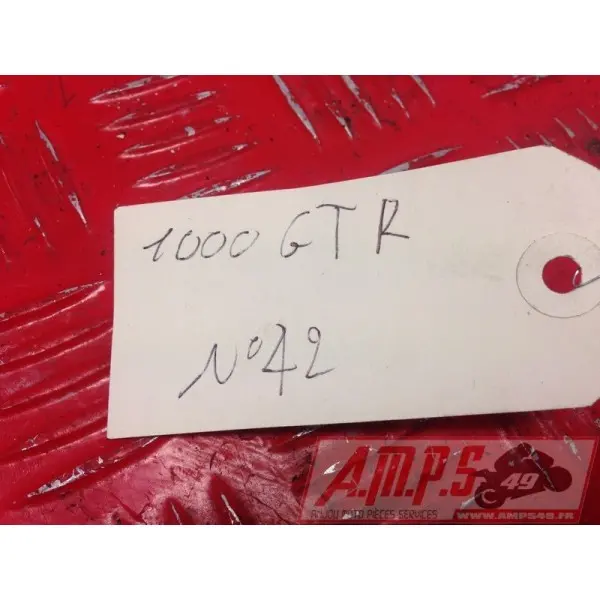 1000 GTR
N°42
A.M.P.S 49
ANJOU MOTO PIÈCES SERVICES
WWW.AMPS49.FR